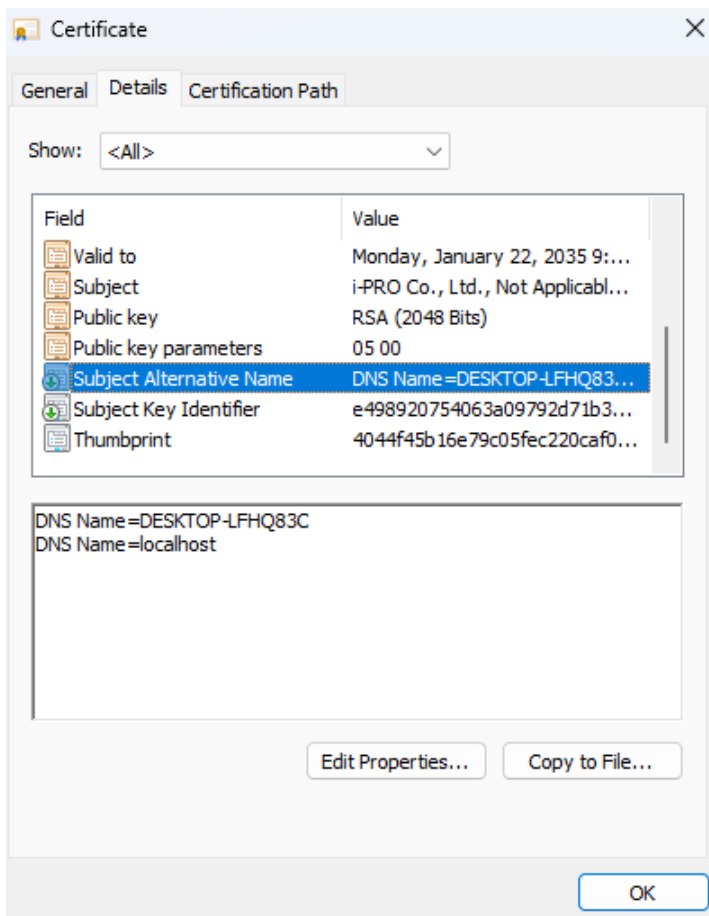 Certificate
General Details Certification Path
Show: <All>
Field Value
Valid to Monday, January 22, 2035 9:...
Subject i-PRO Co., Ltd., Not Applicabl...
Public key RSA (2048 Bits)
Public key parameters 05 00
Subject Alternative Name DNS Name=DESKTOP-LFHQ83...
Subject Key Identifier e498920754063a09792d71b3...
Thumbprint 4044f45b16e79c05fec220caf0...
DNS Name=DESKTOP-LFHQ83C
DNS Name=localhost
Edit Properties... Copy to File...
OK